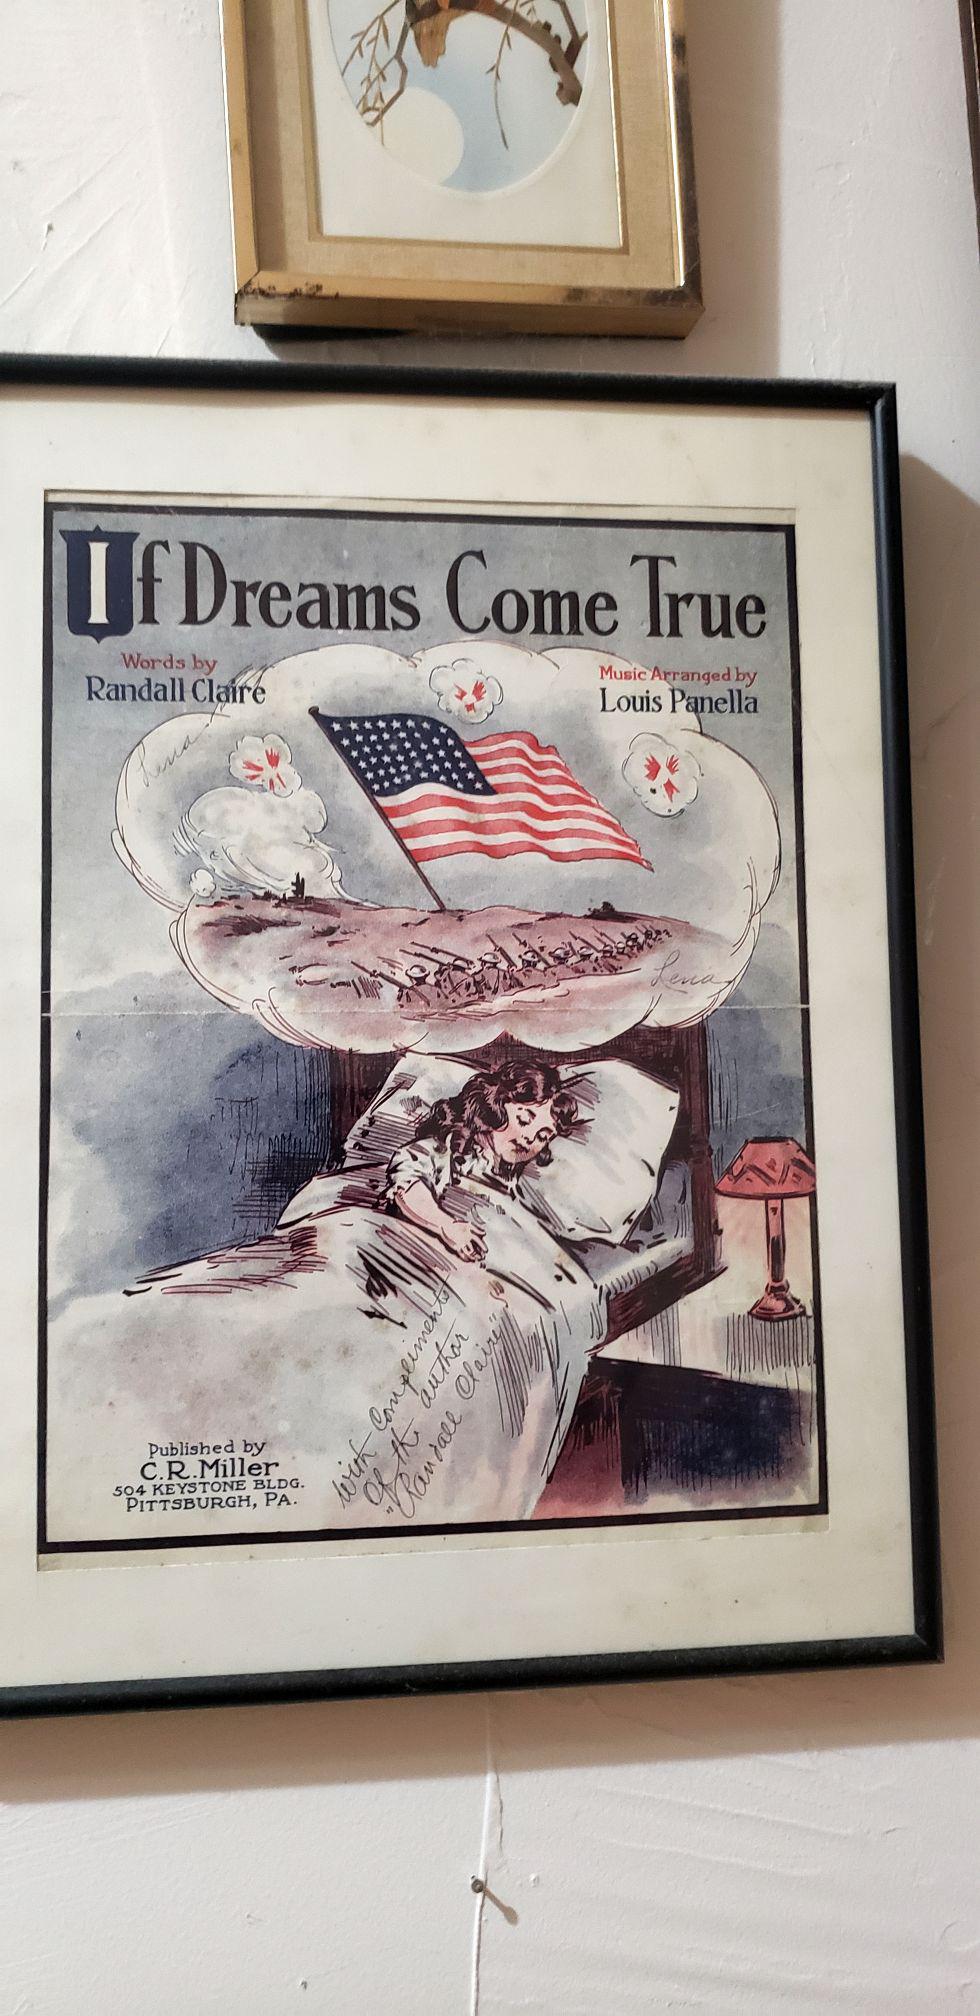 If Dreams Come True
Words by
Randall Claire
Music Arranged by
Louis Panella
Lena
Lena
With Compliments
Of the author
"Randall Claire"
Published by
C.R. Miller
504 KEYSTONE BLDG.
PITTSBURGH, PA.